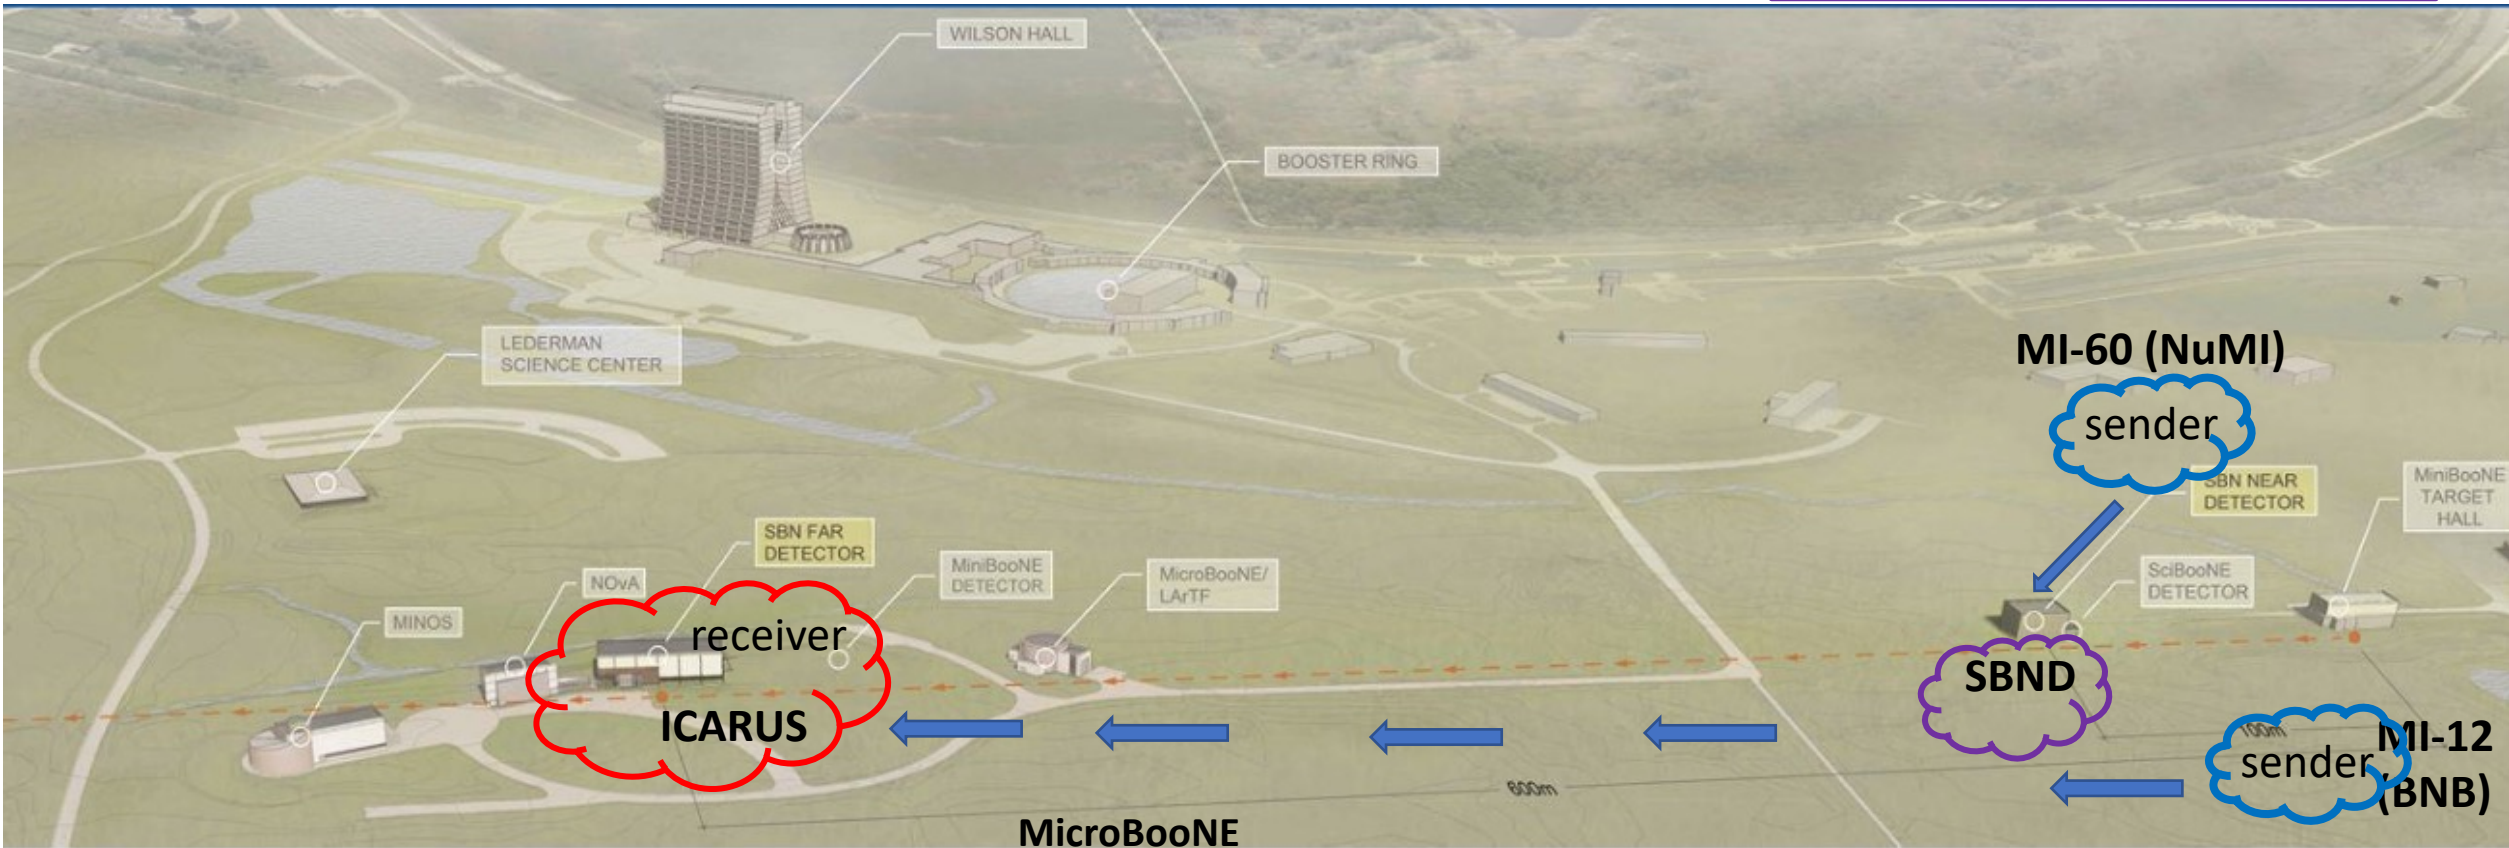 WILSON HALL
BOOSTER RING
LEDERMAN
SCIENCE CENTER
MI-60 (NuMI)
sender
SBN NEAR
DETECTOR
MiniBooNE
TARGET
HALL
SBN FAR
DETECTOR
MiniBooNE
DETECTOR
MicroBooNE/
LArTF
SciBooNE
DETECTOR
NOvA
MINOS
receiver
ICARUS
SBND
100m
MI-12
(BNB)
sender
600m
MicroBooNE